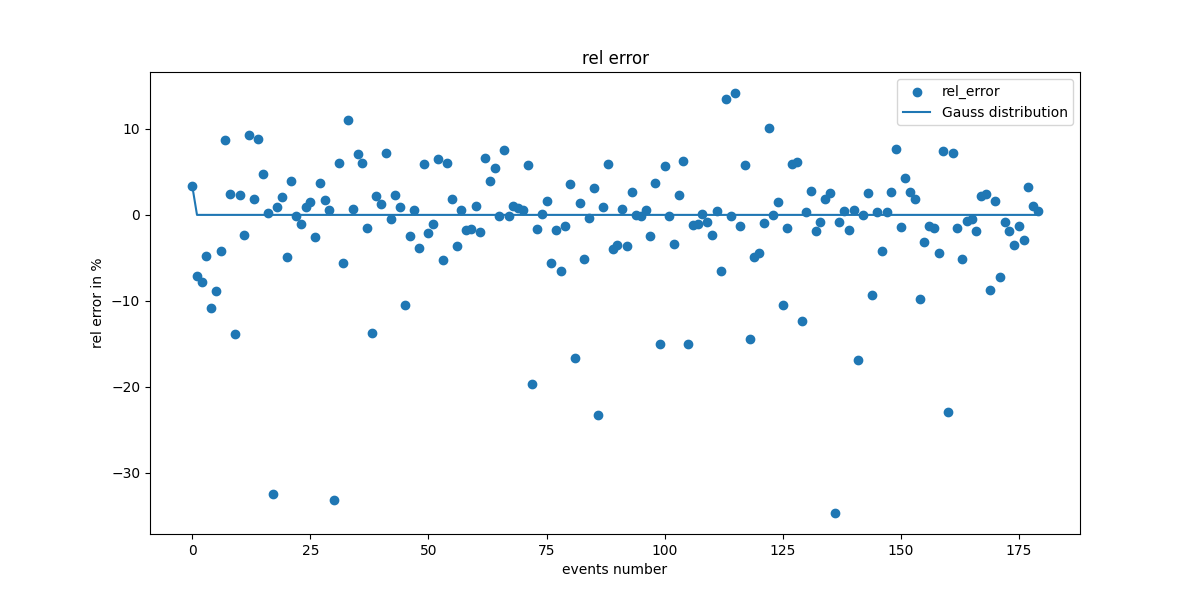 rel error
rel_error
Gauss distribution
10
0
−10
−20
−30
rel error in %
0
25
50
75
100
125
150
175
events number